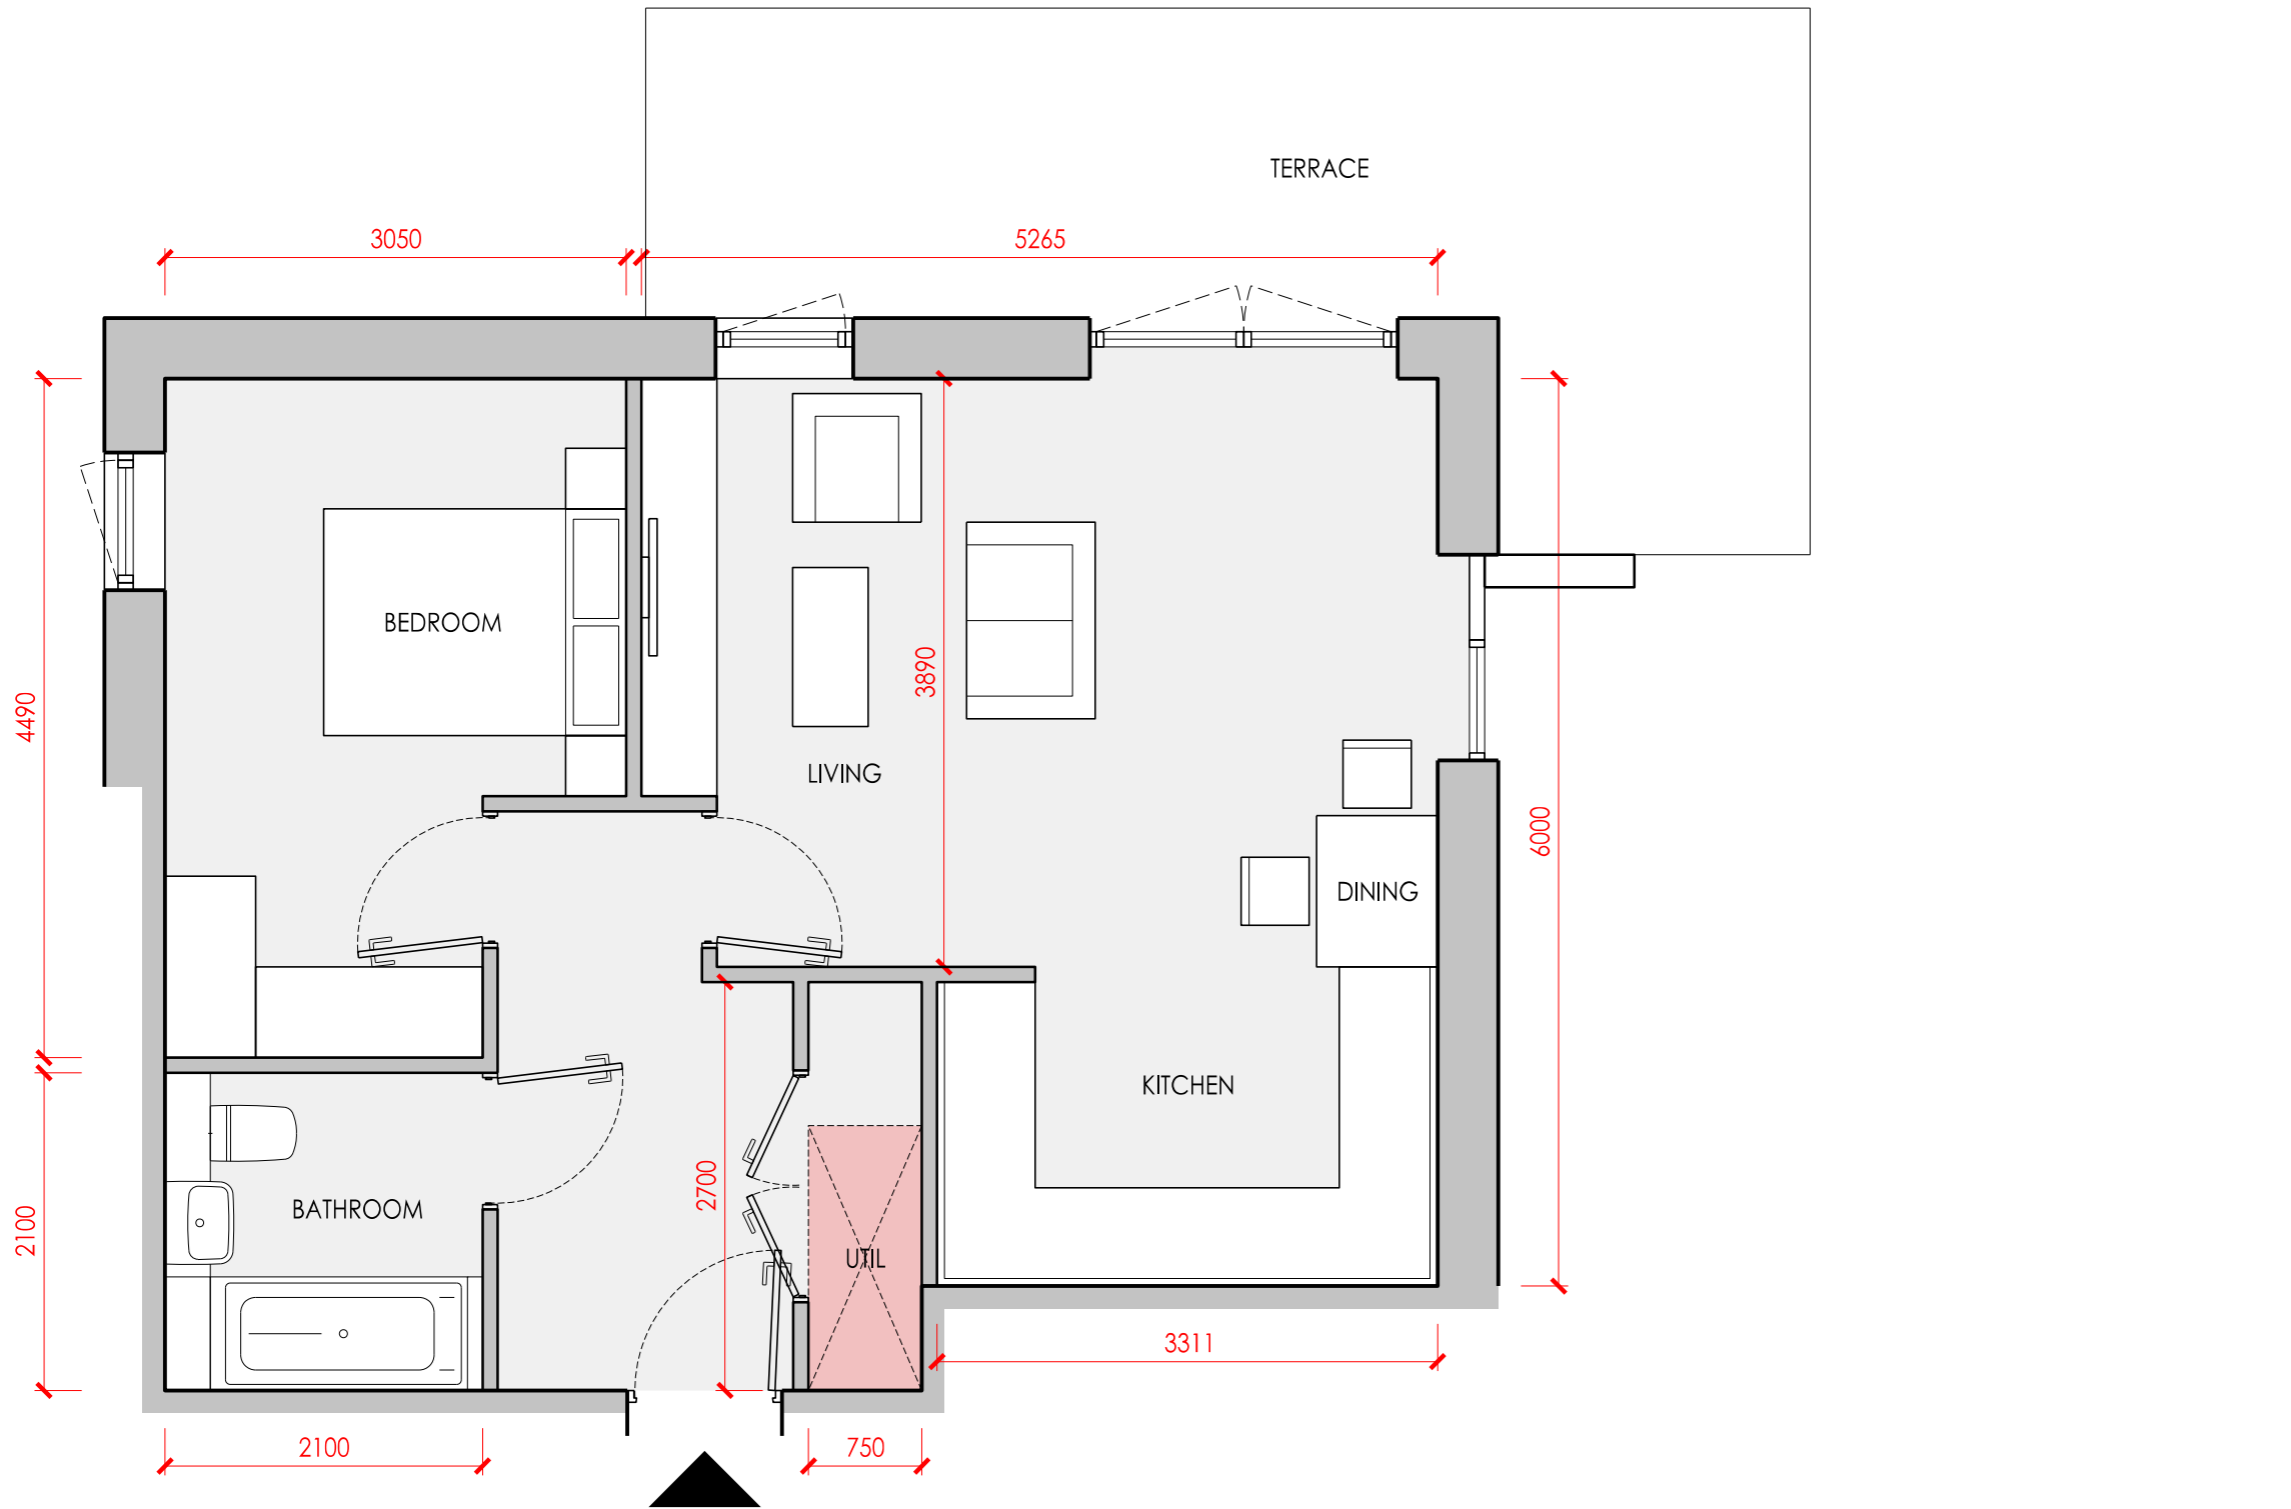 TERRACE
3050
5265
BEDROOM
3890
4490
LIVING
6000
DINING
KITCHEN
2700
BATHROOM
2100
UTIL
3311
2100
750